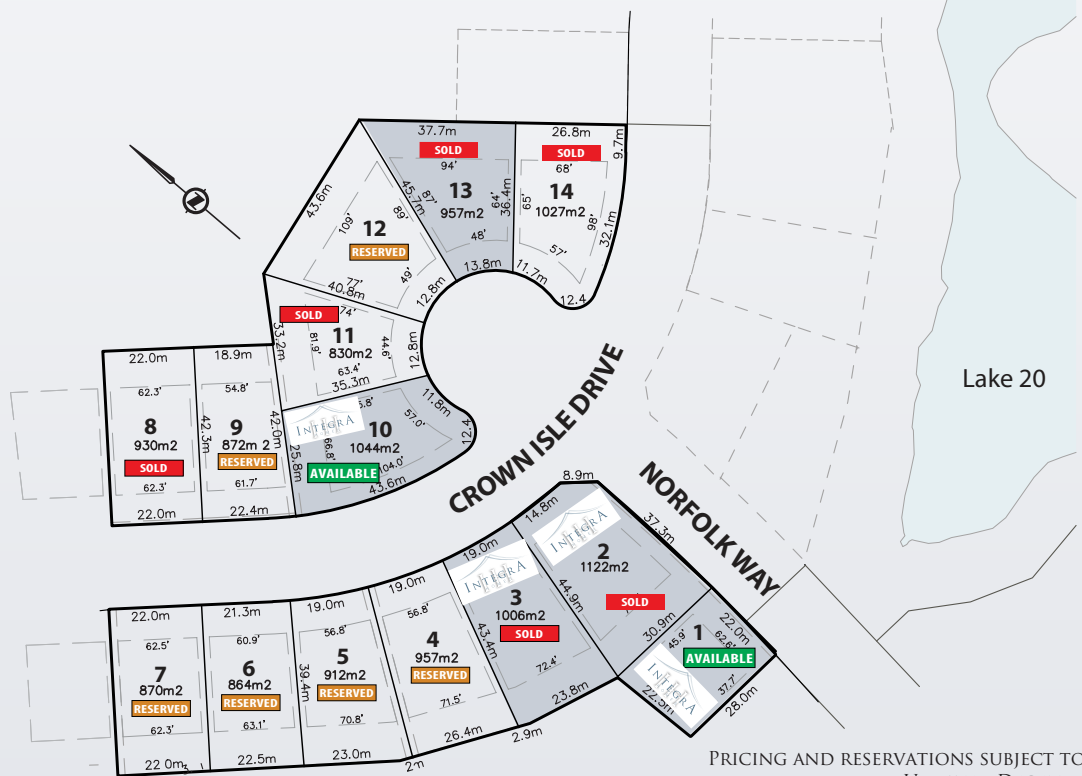 37.7m
SOLD
94'
45.7m
87'
13
957m2
64'
36.4m
48'
13.8m
26.8m
SOLD
68'
9.7m
65'
14
1027m2
98'
32.1m
57'
11.7m
12.4
43.6m
109'
89'
12
RESERVED
77'
49'
40.8m
12.8m
SOLD
74'
33.2m
81.9'
11
830m2
44.6'
63.4'
35.3m
12.8m
22.0m
62.3'
8
930m2
SOLD
62.3'
22.0m
18.9m
54.8'
42.3m
9
872m 2
RESERVED
42.0m
61.7'
22.4m
INTEGRA
5.8'
57.0'
11.8m
12.4
10
1044m2
66.8'
25.8m
AVAILABLE
104.0'
43.6m
CROWN ISLE DRIVE
NORFOLK WAY
Lake 20
8.9m
14.8m
37.3m
INTEGRA
2
1122m2
SOLD
44.9m
30.9m
19.0m
INTEGRA
3
1006m2
SOLD
43.4m
72.4'
23.8m
22.0m
45.9'
62.6'
1
AVAILABLE
INTEGRA
37.7'
28.0m
19.0m
56.8'
4
957m2
RESERVED
71.5'
26.4m
2.9m
19.0m
56.8'
39.4m
5
912m2
RESERVED
70.8'
23.0m
21.3m
60.9'
6
864m2
RESERVED
63.1'
22.5m
22.0m
62.5'
7
870m2
RESERVED
62.3'
22.0m
PRICING AND RESERVATIONS SUBJECT TO